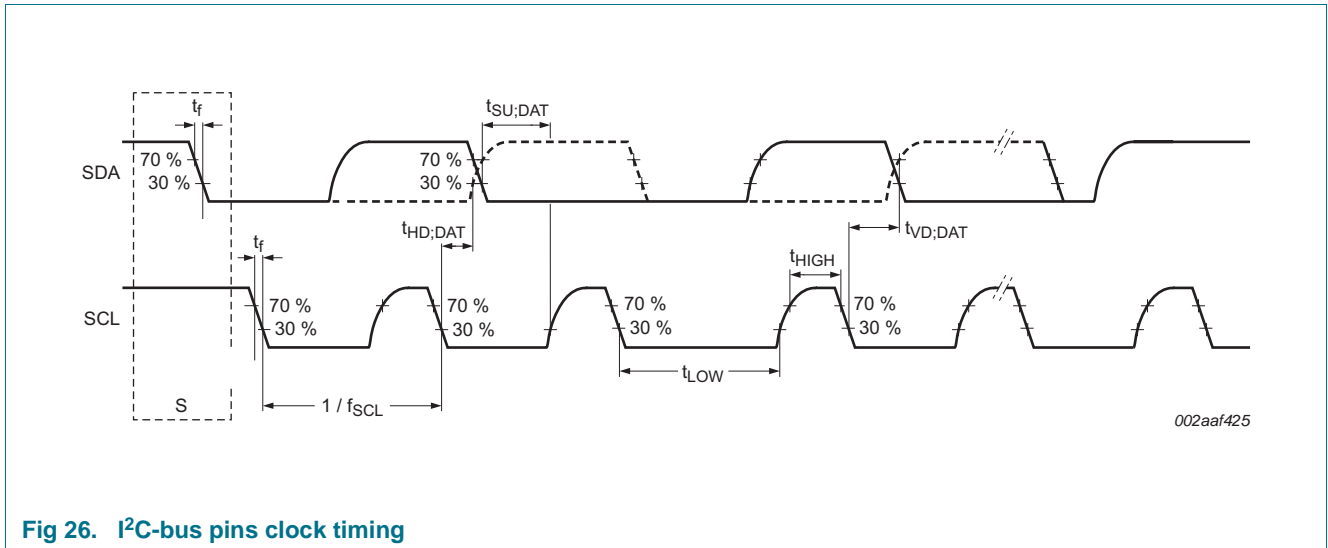 tf
tSU;DAT
70 %
SDA
30 %
70 %
30 %
tHD;DAT
tVD;DAT
tf
tHIGH
SCL
70 %
30 %
70 %
30 %
70 %
30 %
70 %
30 %
tLOW
S
1 / fSCL
002aaf425
Fig 26. I²C-bus pins clock timing